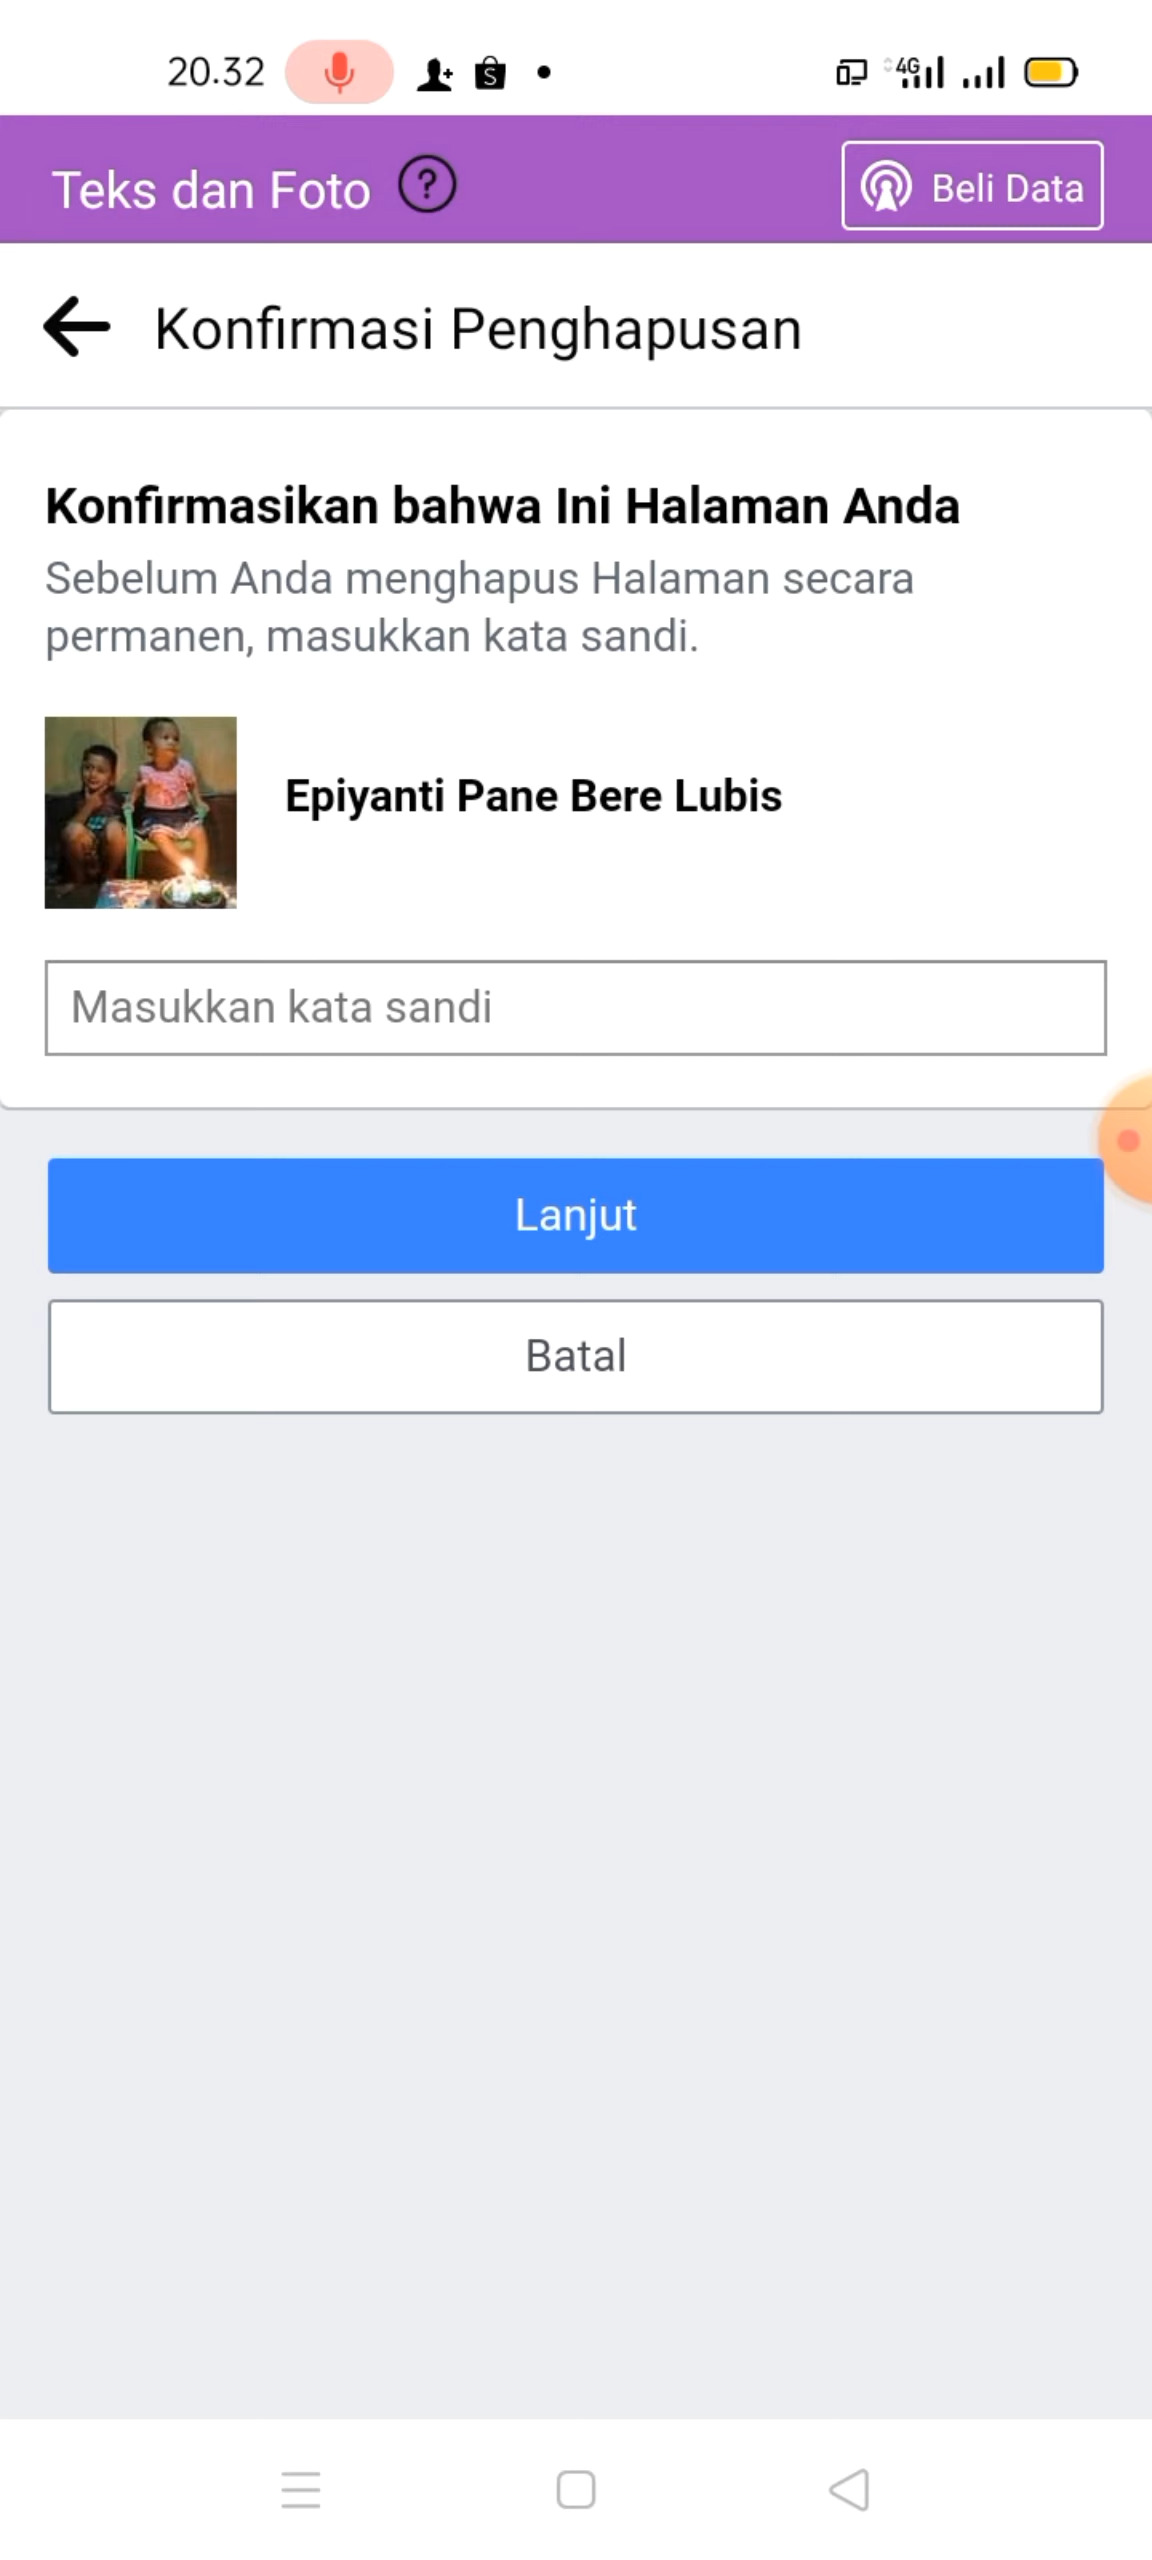 20.32
4G
Teks dan Foto ?
Beli Data
Konfirmasi Penghapusan
Konfirmasikan bahwa Ini Halaman Anda
Sebelum Anda menghapus Halaman secara
permanen, masukkan kata sandi.
Epiyanti Pane Bere Lubis
Masukkan kata sandi
Lanjut
Batal